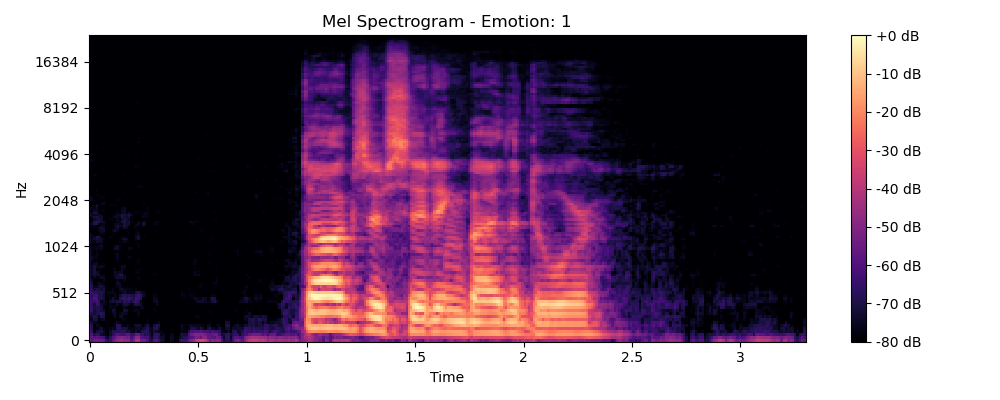 Mel Spectrogram - Emotion: 1
Hz
16384
8192
4096
2048
1024
512
0
0 0.5 1 1.5 2 2.5 3
Time
+0 dB
-10 dB
-20 dB
-30 dB
-40 dB
-50 dB
-60 dB
-70 dB
-80 dB